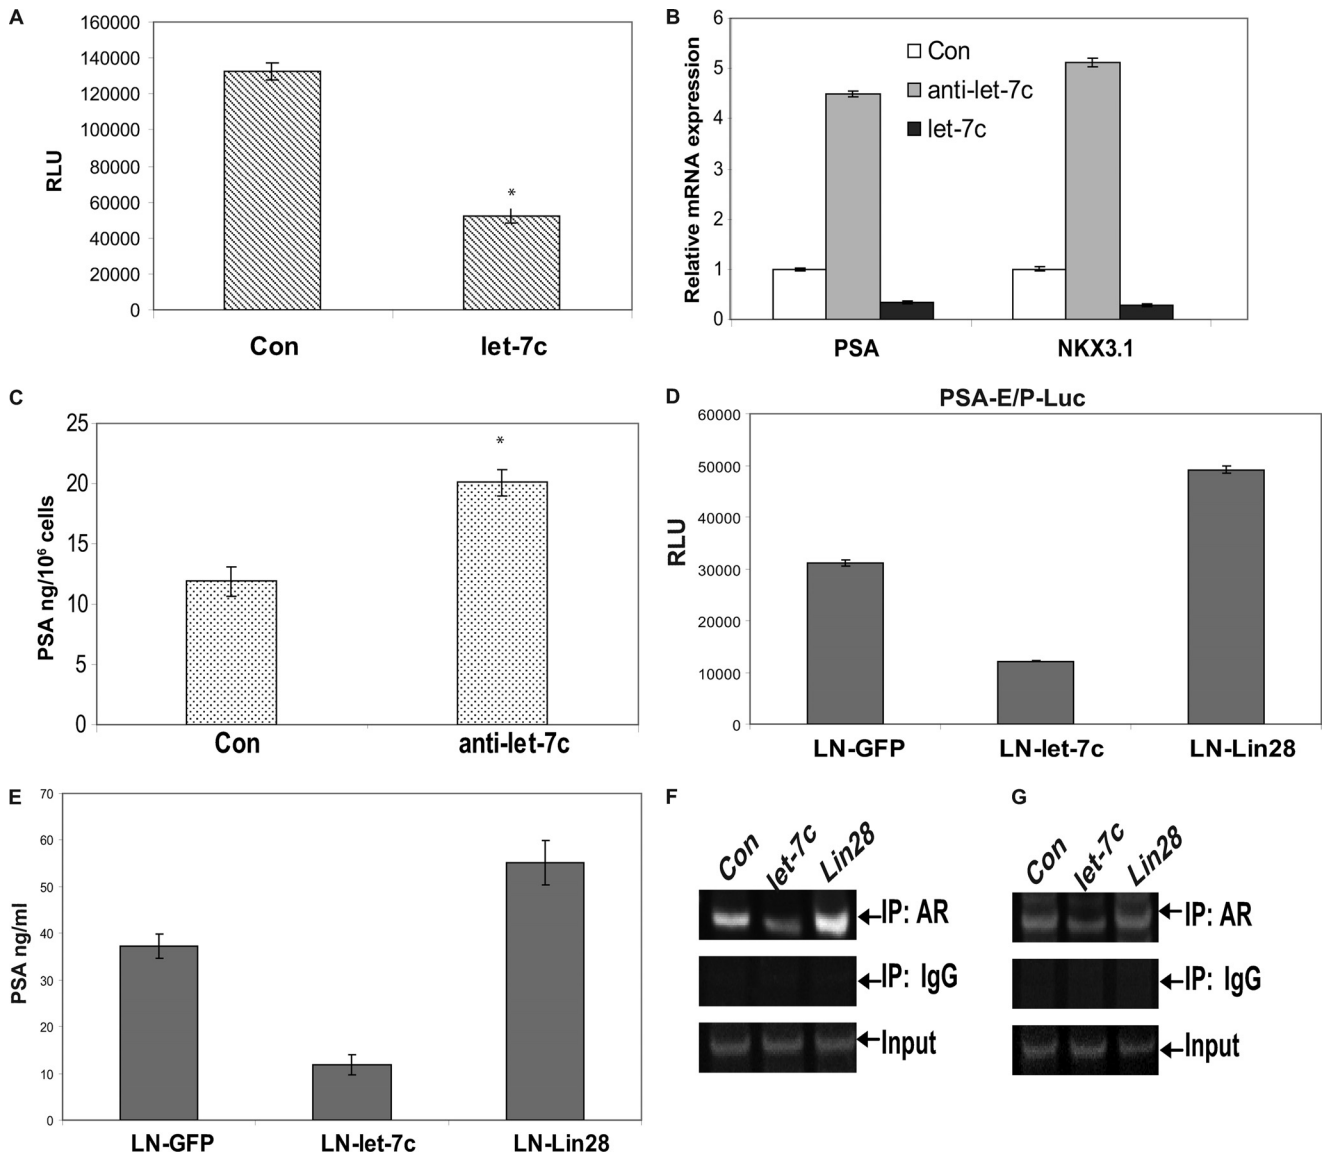 A
160000
140000
120000
100000
80000
60000
40000
20000
0
RLU
*
Con let-7c
B
6
5
4
3
2
1
0
Relative mRNA expression
Con
anti-let-7c
let-7c
PSA NKX3.1
C
25
20
15
10
5
0
PSA ng/10⁶ cells
*
Con anti-let-7c
D
PSA-E/P-Luc
60000
50000
40000
30000
20000
10000
0
RLU
LN-GFP LN-let-7c LN-Lin28
E
70
60
50
40
30
20
10
0
PSA ng/ml
LN-GFP LN-let-7c LN-Lin28
F
Con let-7c Lin28
IP: AR
IP: IgG
Input
G
Con let-7c Lin28
IP: AR
IP: IgG
Input